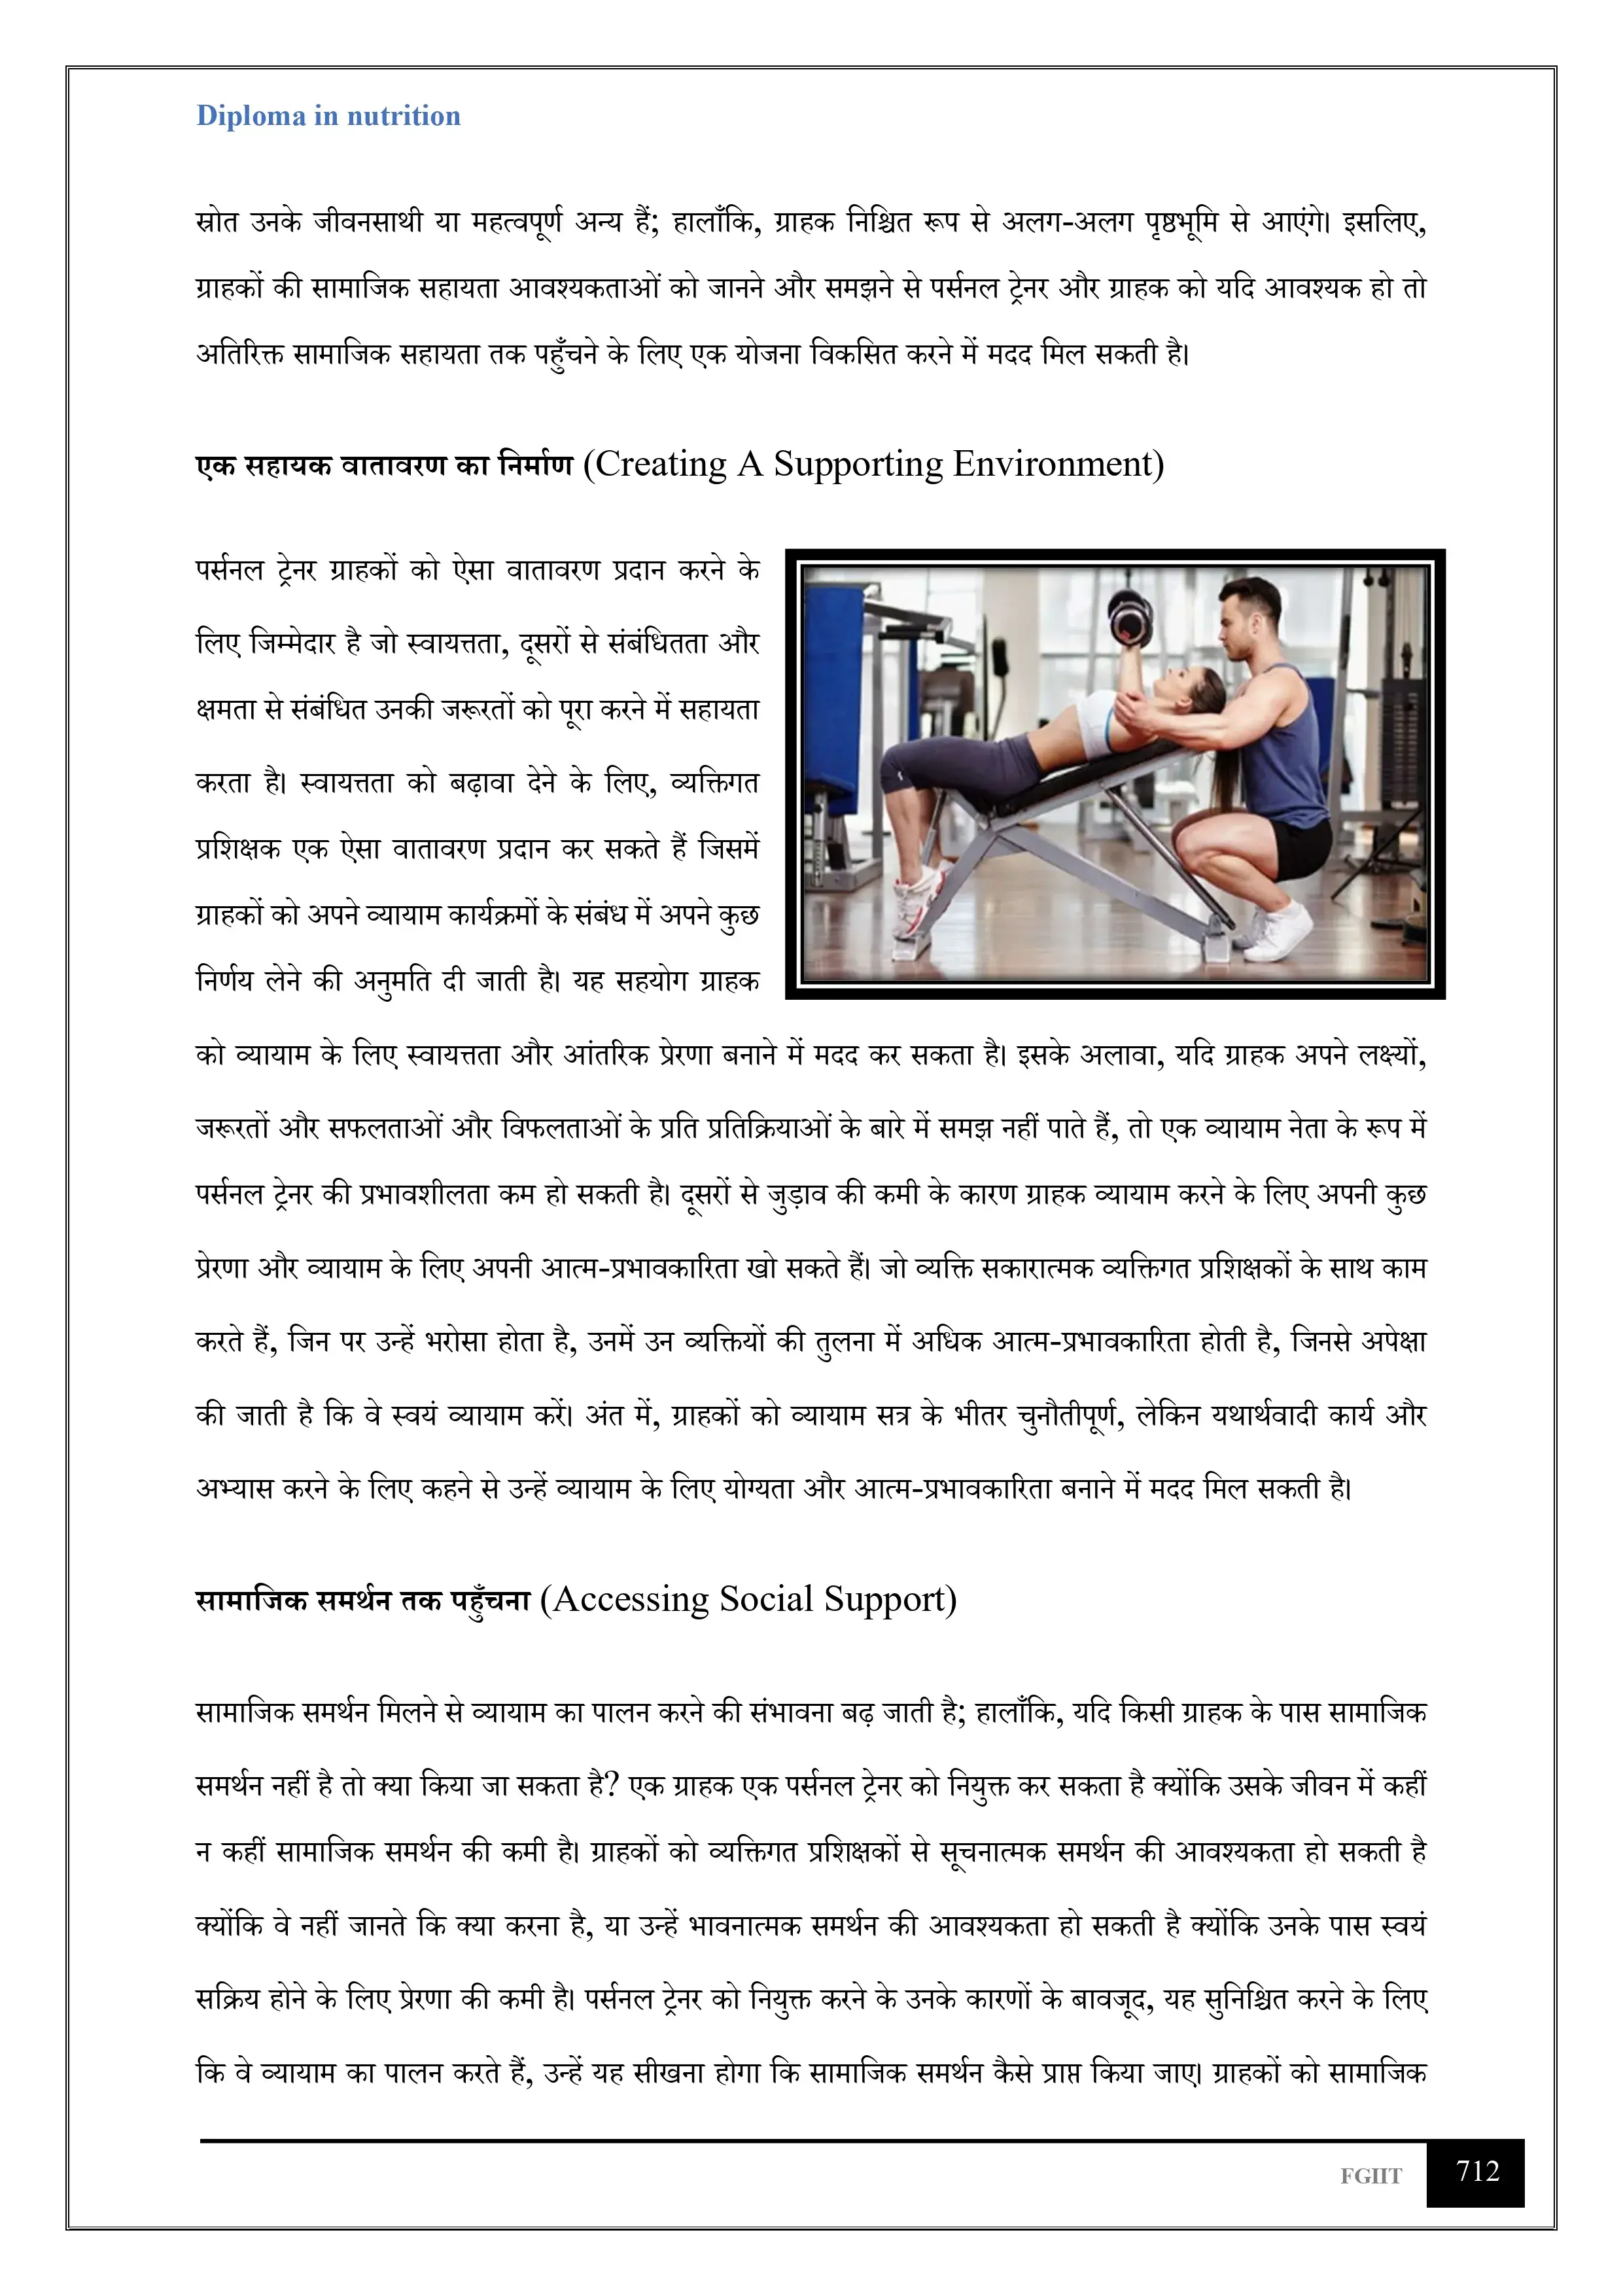 Diploma in nutrition
स्रोत उनके जीवनसाथी या महत्वपूर्ण अन्य हैं; हालाँकि, ग्राहक निश्चित रूप से अलग-अलग पृष्ठभूमि से आएंगे। इसलिए,
ग्राहकों की सामाजिक सहायता आवश्यकताओं को जानने और समझने से पर्सनल ट्रेनर और ग्राहक को यदि आवश्यक हो तो
अतिरिक्त सामाजिक सहायता तक पहुँचने के लिए एक योजना विकसित करने में मदद मिल सकती है।
एक सहायक वातावरण का निर्माण (Creating A Supporting Environment)
पर्सनल ट्रेनर ग्राहकों को ऐसा वातावरण प्रदान करने के
लिए जिम्मेदार है जो स्वायत्तता, दूसरों से संबंधितता और
क्षमता से संबंधित उनकी जरूरतों को पूरा करने में सहायता
करता है। स्वायत्तता को बढ़ावा देने के लिए, व्यक्तिगत
प्रशिक्षक एक ऐसा वातावरण प्रदान कर सकते हैं जिसमें
ग्राहकों को अपने व्यायाम कार्यक्रमों के संबंध में अपने कुछ
निर्णय लेने की अनुमति दी जाती है। यह सहयोग ग्राहक
को व्यायाम के लिए स्वायत्तता और आंतरिक प्रेरणा बनाने में मदद कर सकता है। इसके अलावा, यदि ग्राहक अपने लक्ष्यों,
जरूरतों और सफलताओं और विफलताओं के प्रति प्रतिक्रियाओं के बारे में समझ नहीं पाते हैं, तो एक व्यायाम नेता के रूप में
पर्सनल ट्रेनर की प्रभावशीलता कम हो सकती है। दूसरों से जुड़ाव की कमी के कारण ग्राहक व्यायाम करने के लिए अपनी कुछ
प्रेरणा और व्यायाम के लिए अपनी आत्म-प्रभावकारिता खो सकते हैं। जो व्यक्ति सकारात्मक व्यक्तिगत प्रशिक्षकों के साथ काम
करते हैं, जिन पर उन्हें भरोसा होता है, उनमें उन व्यक्तियों की तुलना में अधिक आत्म-प्रभावकारिता होती है, जिनसे अपेक्षा
की जाती है कि वे स्वयं व्यायाम करें। अंत में, ग्राहकों को व्यायाम सत्र के भीतर चुनौतीपूर्ण, लेकिन यथार्थवादी कार्य और
अभ्यास करने के लिए कहने से उन्हें व्यायाम के लिए योग्यता और आत्म-प्रभावकारिता बनाने में मदद मिल सकती है।
सामाजिक समर्थन तक पहुँचना (Accessing Social Support)
सामाजिक समर्थन मिलने से व्यायाम का पालन करने की संभावना बढ़ जाती है; हालाँकि, यदि किसी ग्राहक के पास सामाजिक
समर्थन नहीं है तो क्या किया जा सकता है? एक ग्राहक एक पर्सनल ट्रेनर को नियुक्त कर सकता है क्योंकि उसके जीवन में कहीं
न कहीं सामाजिक समर्थन की कमी है। ग्राहकों को व्यक्तिगत प्रशिक्षकों से सूचनात्मक समर्थन की आवश्यकता हो सकती है
क्योंकि वे नहीं जानते कि क्या करना है, या उन्हें भावनात्मक समर्थन की आवश्यकता हो सकती है क्योंकि उनके पास स्वयं
सक्रिय होने के लिए प्रेरणा की कमी है। पर्सनल ट्रेनर को नियुक्त करने के उनके कारणों के बावजूद, यह सुनिश्चित करने के लिए
कि वे व्यायाम का पालन करते हैं, उन्हें यह सीखना होगा कि सामाजिक समर्थन कैसे प्राप्त किया जाए। ग्राहकों को सामाजिक
FGIIT 712